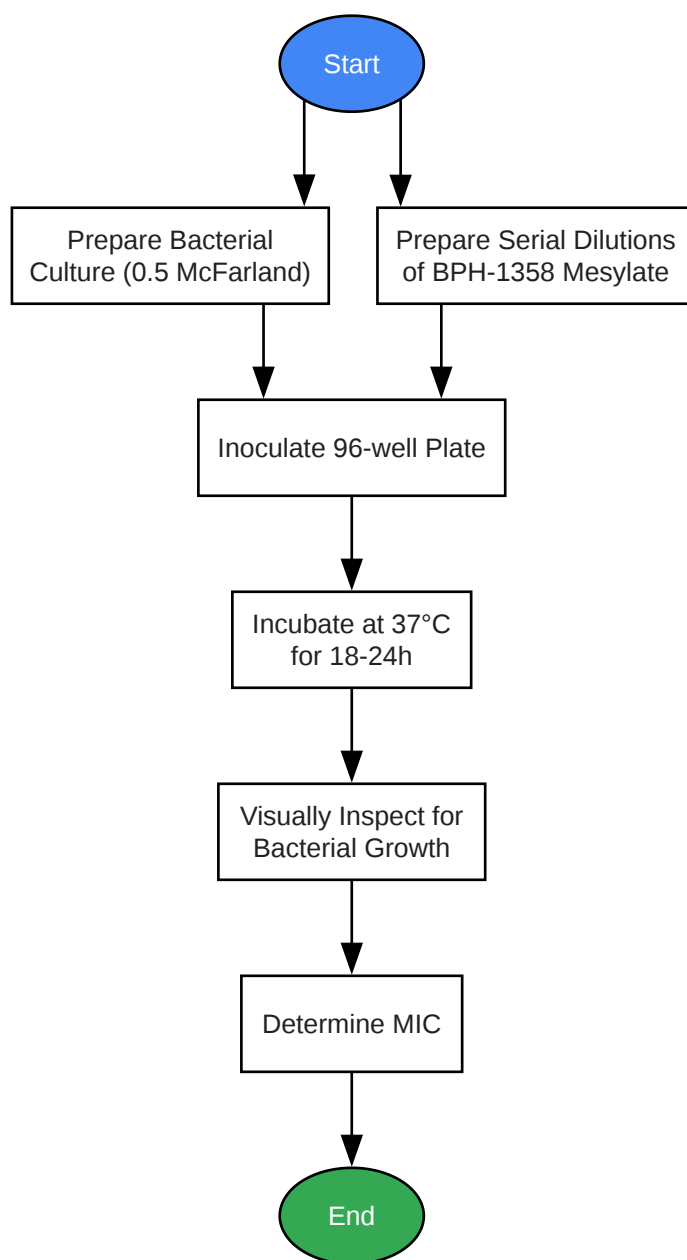 Start
Prepare Bacterial
Culture (0.5 McFarland)
Prepare Serial Dilutions
of BPH-1358 Mesylate
Inoculate 96-well Plate
Incubate at 37°C
for 18-24h
Visually Inspect for
Bacterial Growth
Determine MIC
End